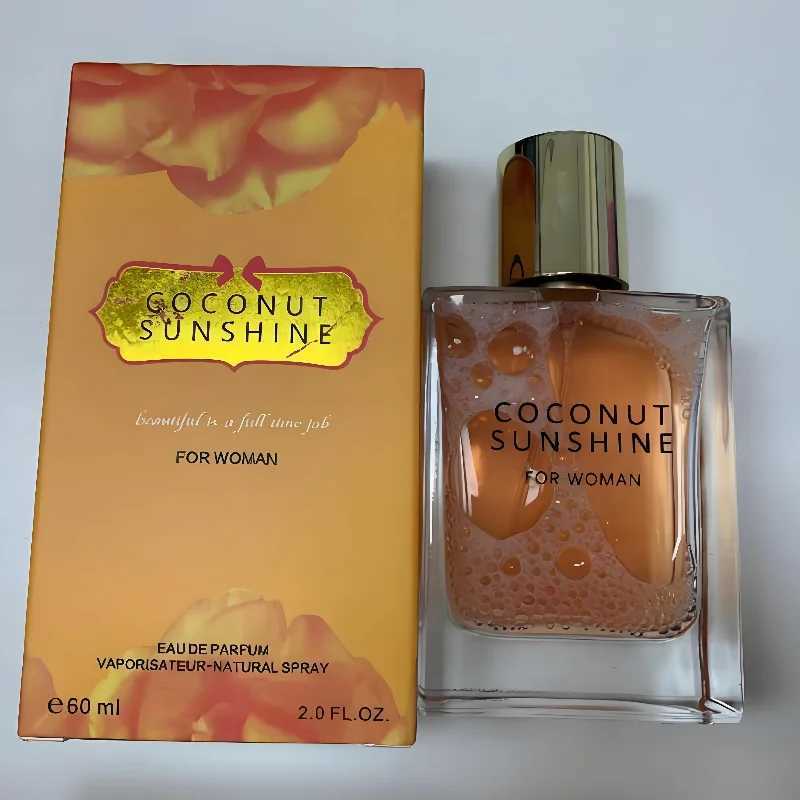 COCONUT
SUNSHINE
beautiful is a full time job
FOR WOMAN
EAU DE PARFUM
VAPORISATEUR-NATURAL SPRAY
e 60 ml
2.0 FL.OZ.
COCONUT
SUNSHINE
FOR WOMAN